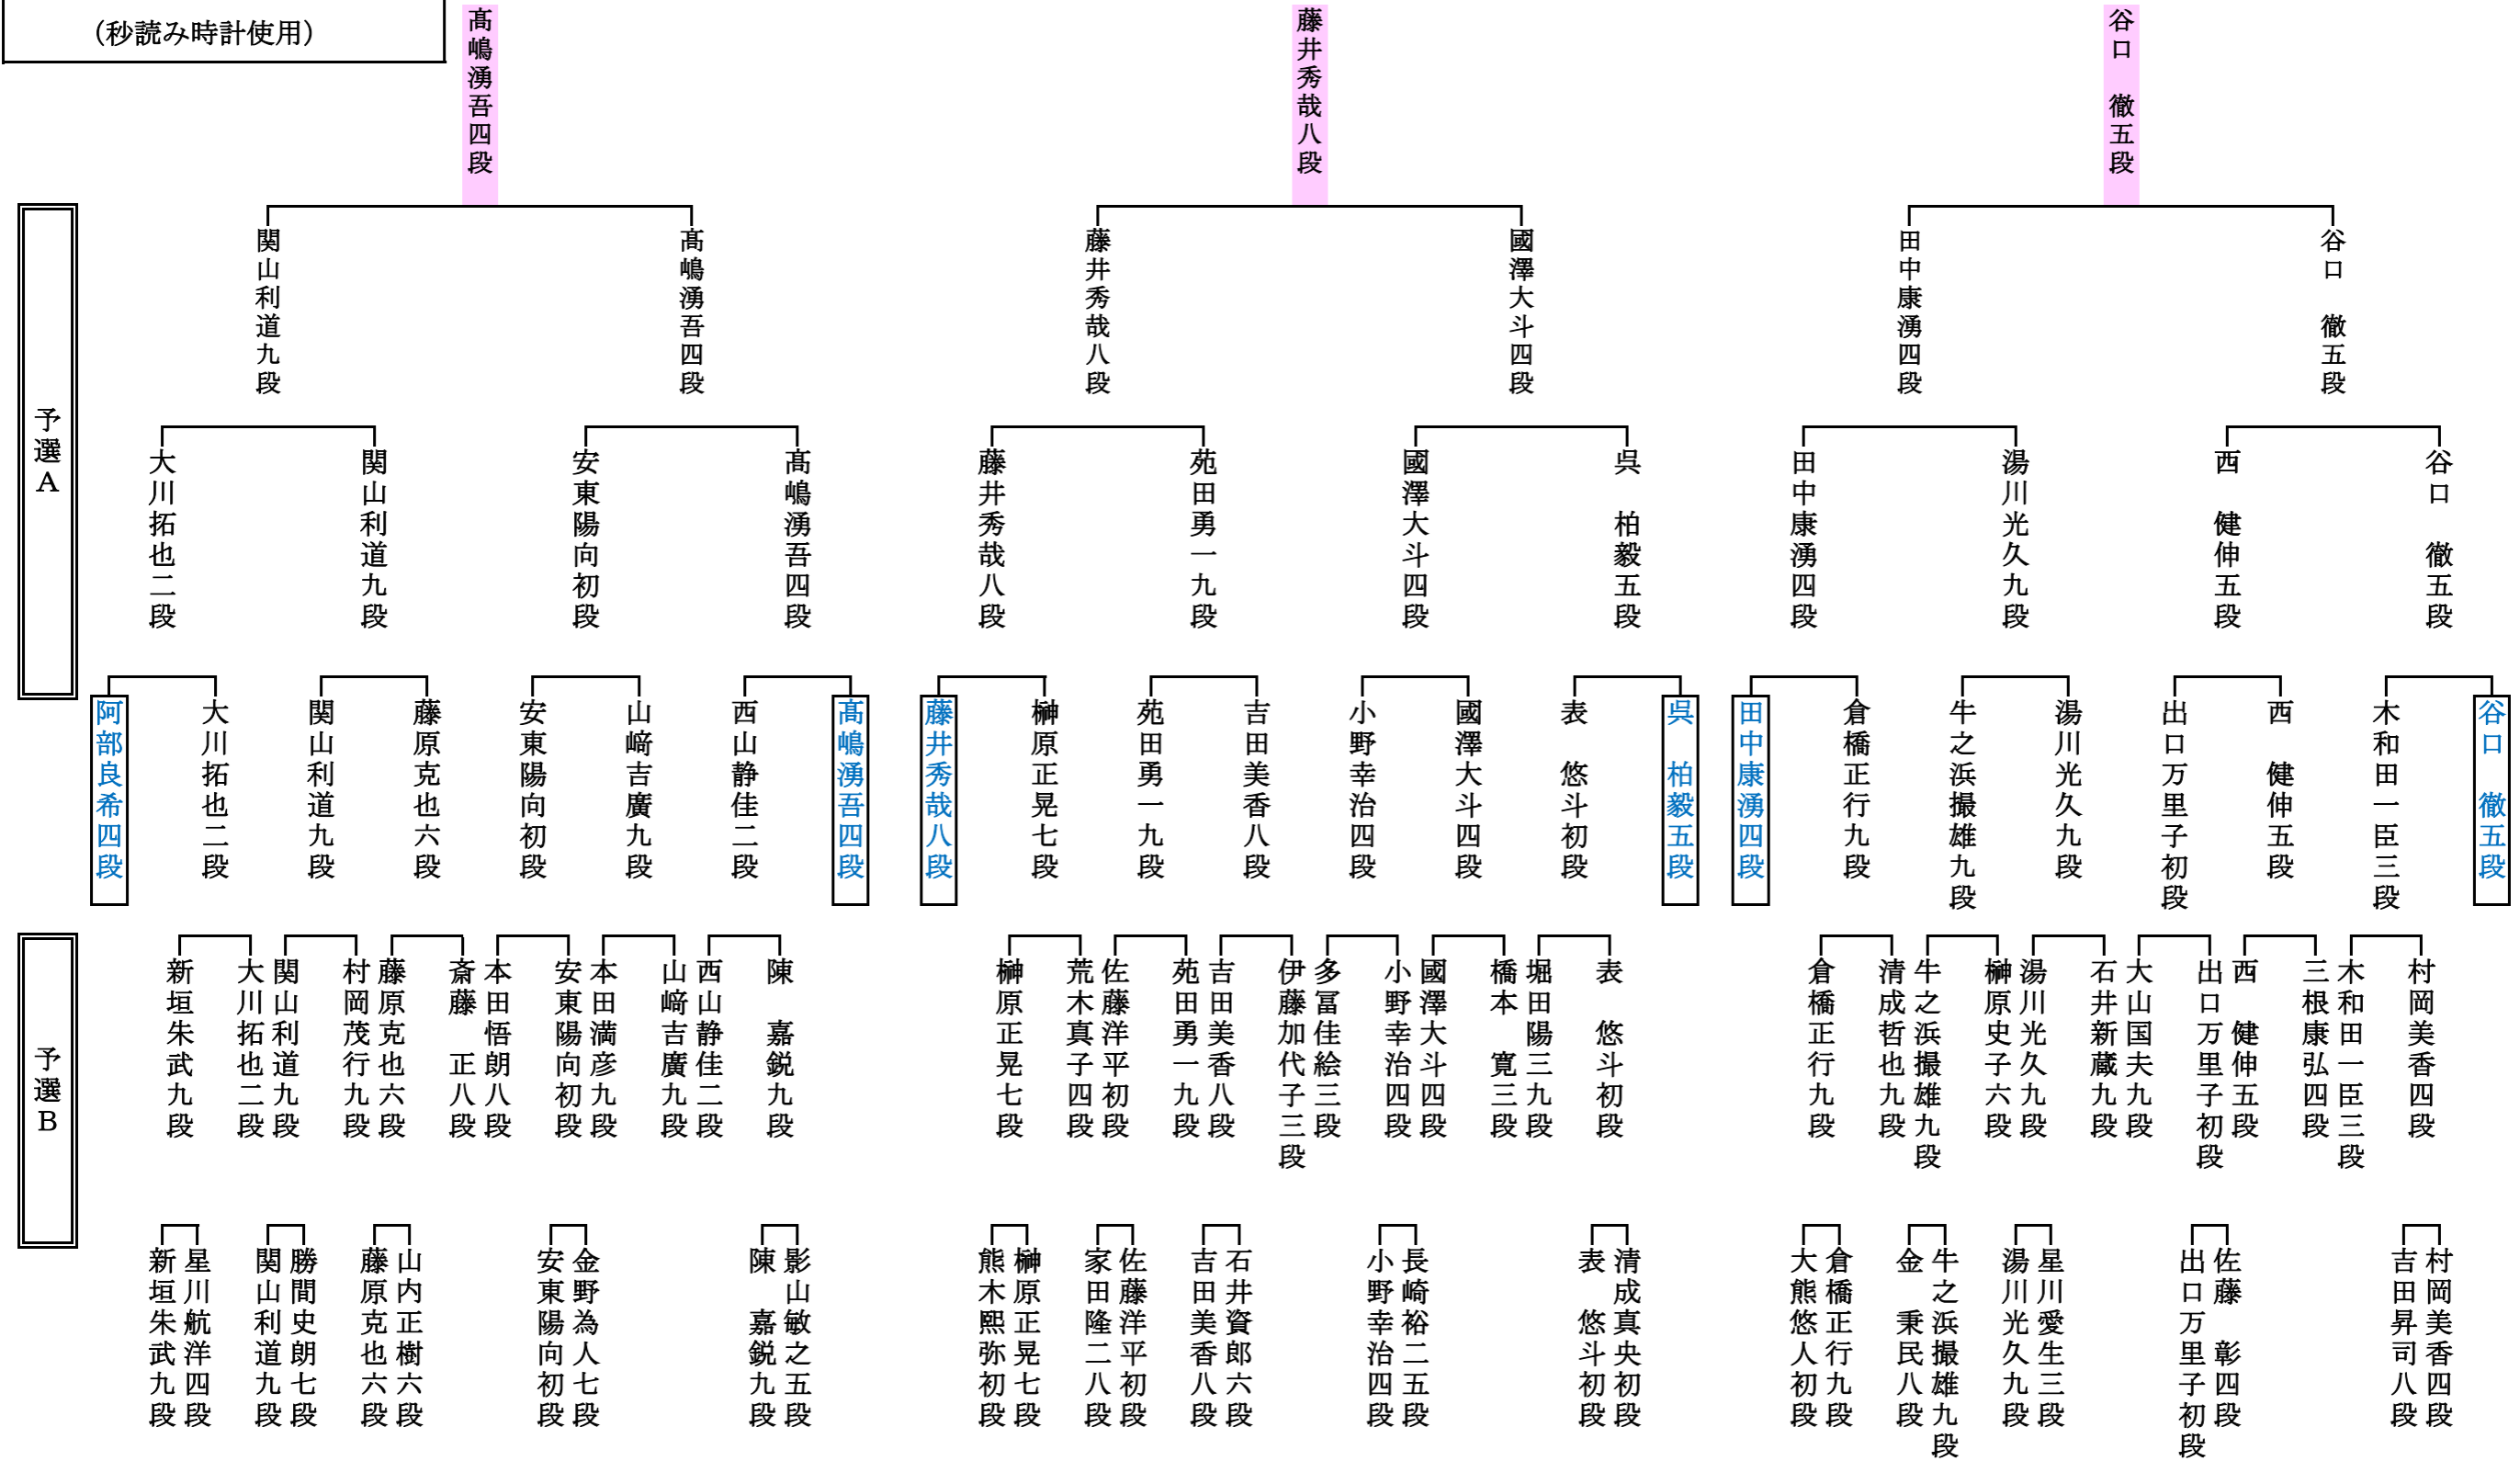 （秒読み時計使用）
髙嶋湧吾四段
藤井秀哉八段
谷口　徹五段
予選Ａ
関山利道九段
髙嶋湧吾四段
藤井秀哉八段
國澤大斗四段
田中康湧四段
谷口　徹五段
大川拓也二段
関山利道九段
安東陽向初段
髙嶋湧吾四段
藤井秀哉八段
苑田勇一九段
國澤大斗四段
呉　柏毅五段
田中康湧四段
湯川光久九段
西　健伸五段
谷口　徹五段
阿部良希四段
大川拓也二段
関山利道九段
藤原克也六段
安東陽向初段
山﨑吉廣九段
西山静佳二段
髙嶋湧吾四段
藤井秀哉八段
榊原正晃七段
苑田勇一九段
吉田美香八段
小野幸治四段
國澤大斗四段
表　悠斗初段
呉　柏毅五段
田中康湧四段
倉橋正行九段
牛之浜撮雄九段
湯川光久九段
出口万里子初段
西　健伸五段
木和田一臣三段
谷口　徹五段
予選Ｂ
新垣朱武九段
大川拓也二段
関山利道九段
村岡茂行九段
藤原克也六段
斎藤　正八段
本田悟朗八段
安東陽向初段
本田満彦九段
山﨑吉廣九段
西山静佳二段
陳　嘉鋭九段
榊原正晃七段
荒木真子四段
佐藤洋平初段
苑田勇一九段
吉田美香八段
伊藤加代子三段
多冨佳絵三段
小野幸治四段
國澤大斗四段
橋本　寛三段
堀田陽三九段
表　悠斗初段
倉橋正行九段
清成哲也九段
牛之浜撮雄九段
榊原史子六段
湯川光久九段
石井新蔵九段
大山国夫九段
出口万里子初段
西　健伸五段
三根康弘四段
木和田一臣三段
村岡美香四段
新垣朱武九段
星川航洋四段
関山利道九段
勝間史朗七段
藤原克也六段
山内正樹六段
安東陽向初段
金野為人七段
陳　嘉鋭九段
影山敏之五段
熊木熙弥初段
榊原正晃七段
家田隆二八段
佐藤洋平初段
吉田美香八段
石井資郎六段
小野幸治四段
長崎裕二五段
表　悠斗初段
清成真央初段
大熊悠人初段
倉橋正行九段
金　秉民八段
牛之浜撮雄九段
湯川光久九段
星川愛生三段
出口万里子初段
佐藤　彰四段
吉田昇司八段
村岡美香四段